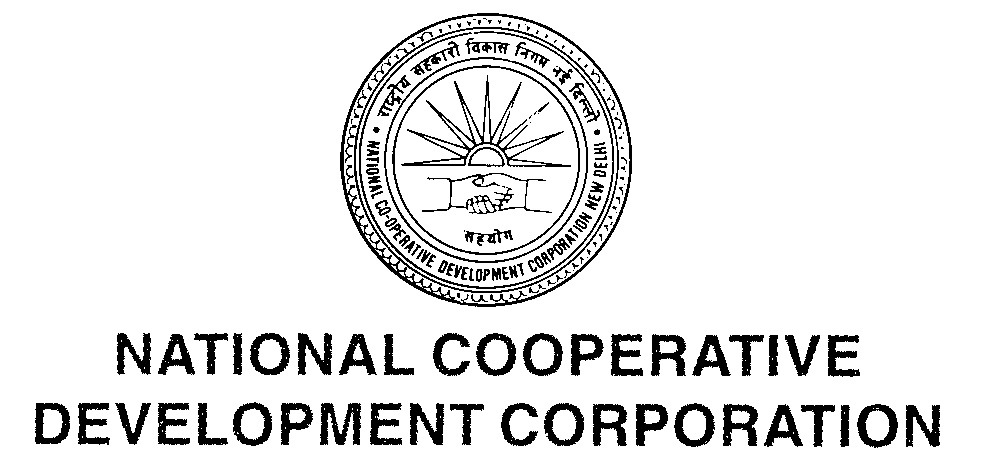 राष्ट्रीय सहकारी विकास निगम नई दिल्ली
• NATIONAL CO-OPERATIVE DEVELOPMENT CORPORATION NEW DELHI •
सहयोग
NATIONAL COOPERATIVE
DEVELOPMENT CORPORATION